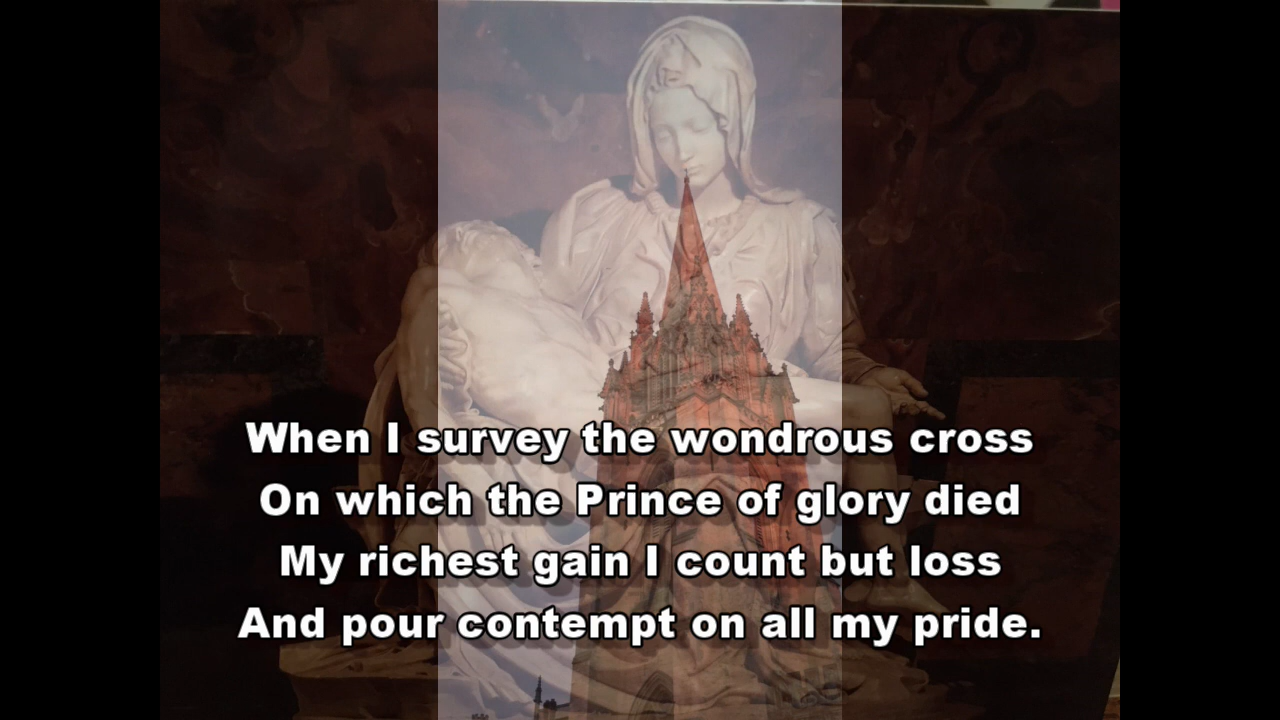 When I survey the wondrous cross
On which the Prince of glory died
My richest gain I count but loss
And pour contempt on all my pride.